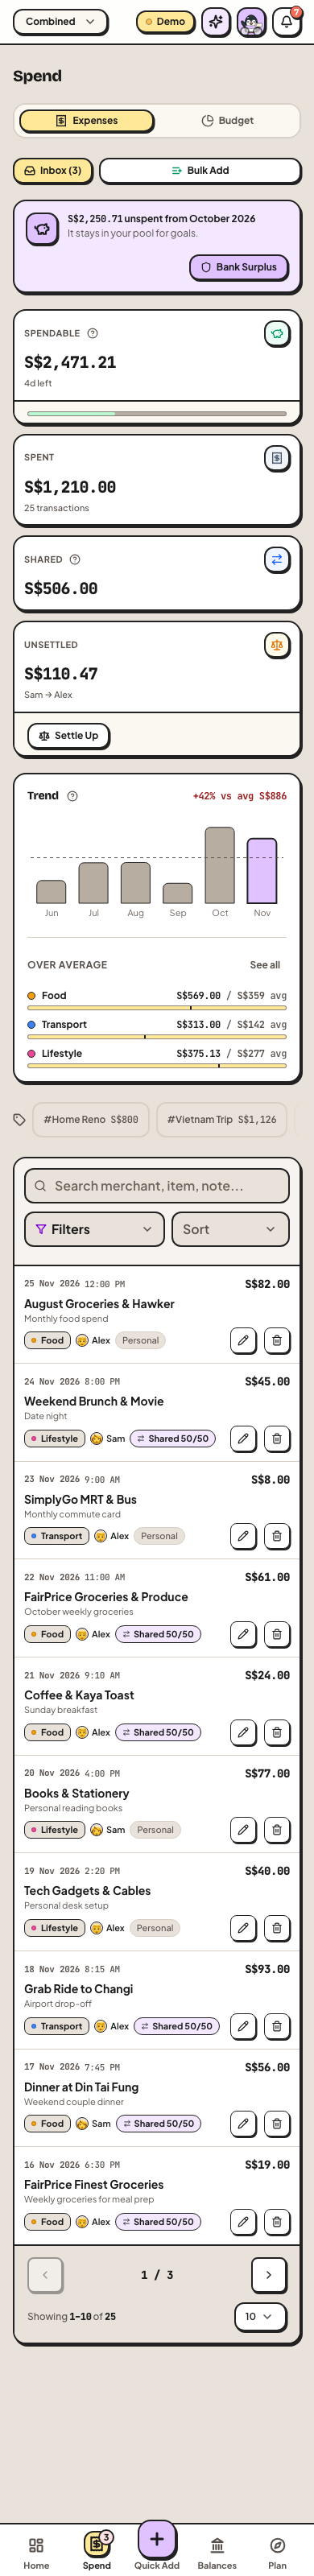 Combined
Demo
7
Spend
Expenses
Budget
Inbox (3)
Bulk Add
S$2,250.71 unspent from October 2026
It stays in your pool for goals.
Bank Surplus
SPENDABLE
S$2,471.21
4d left
SPENT
S$1,210.00
25 transactions
SHARED
S$506.00
UNSETTLED
S$110.47
Sam → Alex
Settle Up
Trend
+42% vs avg S$886
Jun Jul Aug Sep Oct Nov
OVER AVERAGE
See all
Food S$569.00 / S$359 avg
Transport S$313.00 / S$142 avg
Lifestyle S$375.13 / S$277 avg
#Home Reno S$800
#Vietnam Trip S$1,126
Search merchant, item, note...
Filters
Sort
25 Nov 2026 12:00 PM S$82.00
August Groceries & Hawker
Monthly food spend
Food Alex Personal
24 Nov 2026 8:00 PM S$45.00
Weekend Brunch & Movie
Date night
Lifestyle Sam Shared 50/50
23 Nov 2026 9:00 AM S$8.00
SimplyGo MRT & Bus
Monthly commute card
Transport Alex Personal
22 Nov 2026 11:00 AM S$61.00
FairPrice Groceries & Produce
October weekly groceries
Food Alex Shared 50/50
21 Nov 2026 9:10 AM S$24.00
Coffee & Kaya Toast
Sunday breakfast
Food Alex Shared 50/50
20 Nov 2026 4:00 PM S$77.00
Books & Stationery
Personal reading books
Lifestyle Sam Personal
19 Nov 2026 2:20 PM S$40.00
Tech Gadgets & Cables
Personal desk setup
Lifestyle Alex Personal
18 Nov 2026 8:15 AM S$93.00
Grab Ride to Changi
Airport drop-off
Transport Alex Shared 50/50
17 Nov 2026 7:45 PM S$56.00
Dinner at Din Tai Fung
Weekend couple dinner
Food Sam Shared 50/50
16 Nov 2026 6:30 PM S$19.00
FairPrice Finest Groceries
Weekly groceries for meal prep
Food Alex Shared 50/50
1 / 3
Showing 1–10 of 25
10
3
Home Spend Quick Add Balances Plan